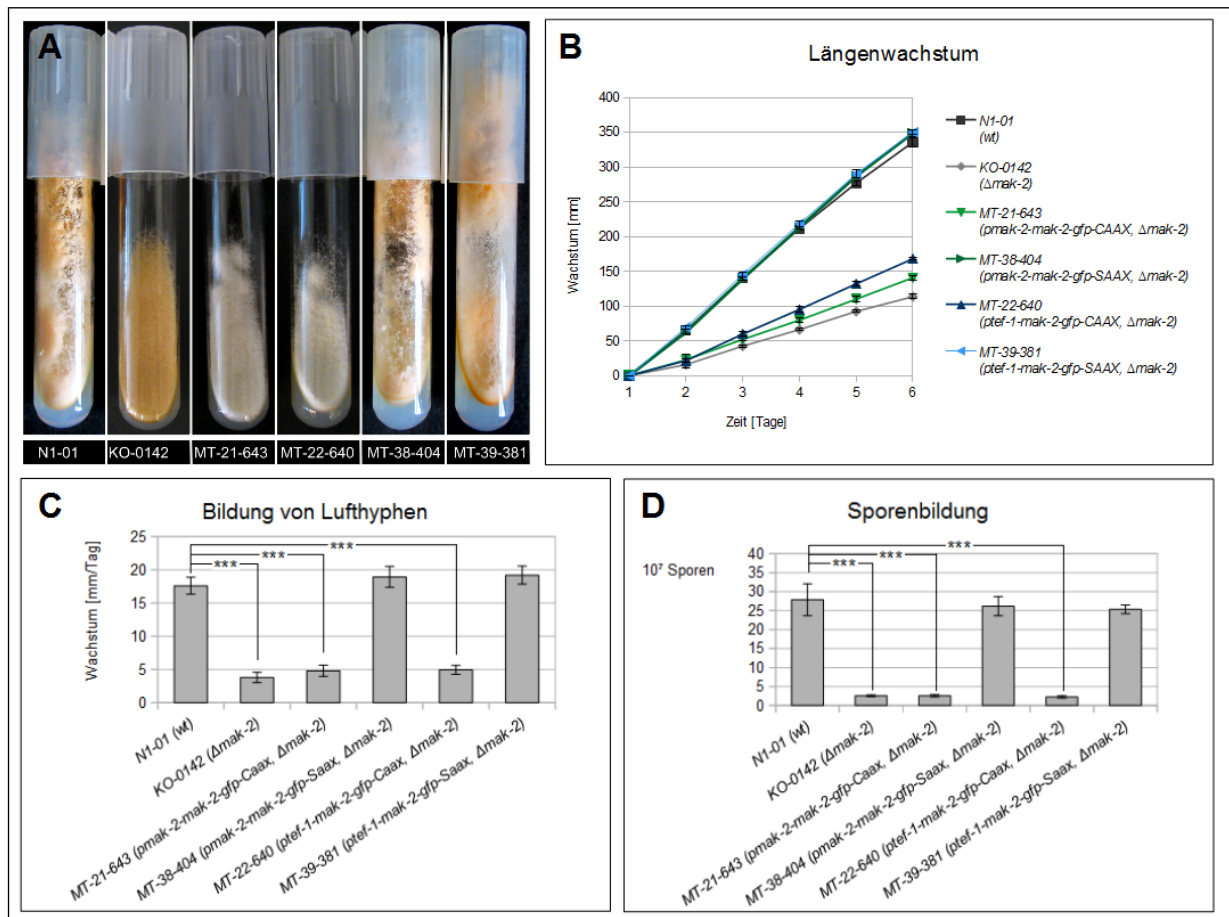 A
N1-01
KO-0142
MT-21-643
MT-22-640
MT-38-404
MT-39-381
B
Längenwachstum
Wachstum [mm]
400
350
300
250
200
150
100
50
0
1
2
3
4
5
6
Zeit [Tage]
N1-01
(wt)
KO-0142
(Δmak-2)
MT-21-643
(pmak-2-mak-2-gfp-CAAX, Δmak-2)
MT-38-404
(pmak-2-mak-2-gfp-SAAX, Δmak-2)
MT-22-640
(ptef-1-mak-2-gfp-CAAX, Δmak-2)
MT-39-381
(ptef-1-mak-2-gfp-SAAX, Δmak-2)
C
Bildung von Lufthyphen
Wachstum [mm/Tag]
25
20
15
10
5
0
***
***
***
N1-01 (wt)
KO-0142 (Δmak-2)
MT-21-643 (pmak-2-mak-2-gfp-Caax, Δmak-2)
MT-38-404 (pmak-2-mak-2-gfp-Saax, Δmak-2)
MT-22-640 (ptef-1-mak-2-gfp-Caax, Δmak-2)
MT-39-381 (ptef-1-mak-2-gfp-Saax, Δmak-2)
D
Sporenbildung
10⁷ Sporen
40
35
30
25
20
15
10
5
0
***
***
***
N1-01 (wt)
KO-0142 (Δmak-2)
MT-21-643 (pmak-2-mak-2-gfp-Caax, Δmak-2)
MT-38-404 (pmak-2-mak-2-gfp-Saax, Δmak-2)
MT-22-640 (ptef-1-mak-2-gfp-Caax, Δmak-2)
MT-39-381 (ptef-1-mak-2-gfp-Saax, Δmak-2)